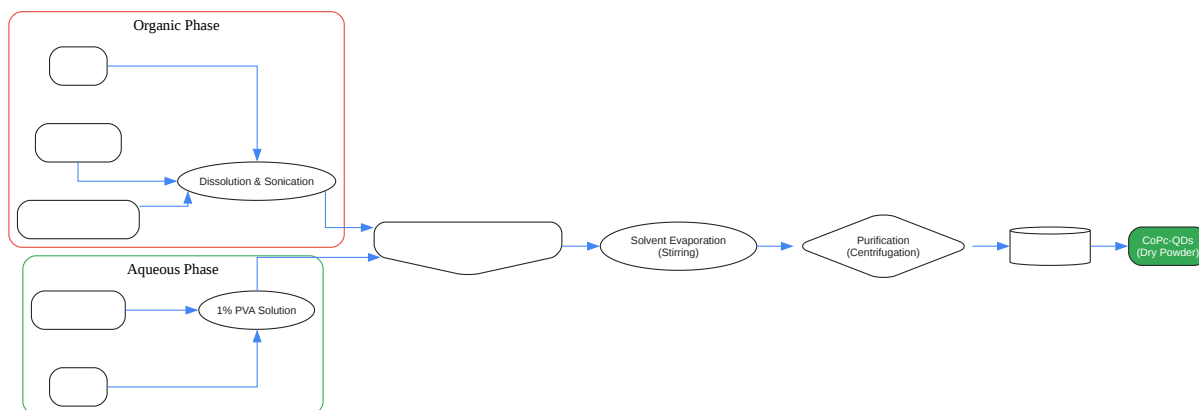 Organic Phase
Dissolution & Sonication
Aqueous Phase
1% PVA Solution
Solvent Evaporation
(Stirring)
Purification
(Centrifugation)
CoPc-QDs
(Dry Powder)